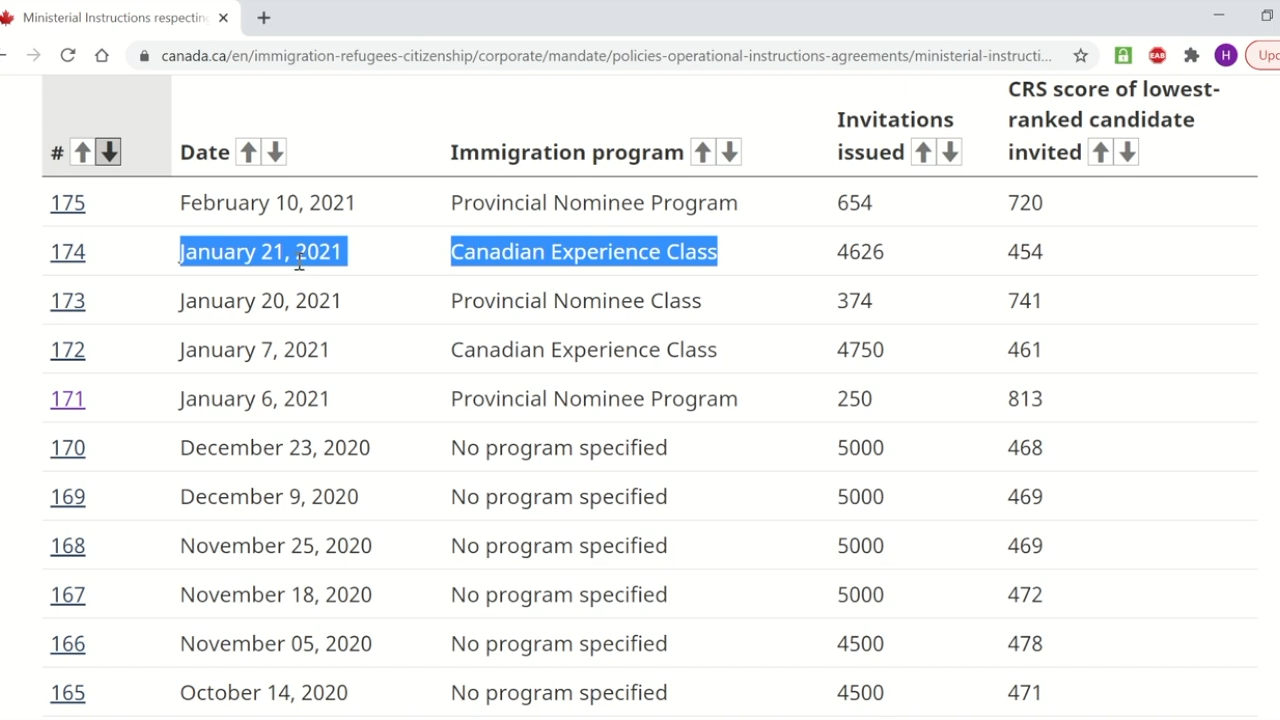 Ministerial Instructions respecting
canada.ca/en/immigration-refugees-citizenship/corporate/mandate/policies-operational-instructions-agreements/ministerial-instructi...
EAB
H
Upd
# Date Immigration program Invitations issued CRS score of lowest-ranked candidate invited
175 February 10, 2021 Provincial Nominee Program 654 720
174 January 21, 2021 Canadian Experience Class 4626 454
173 January 20, 2021 Provincial Nominee Class 374 741
172 January 7, 2021 Canadian Experience Class 4750 461
171 January 6, 2021 Provincial Nominee Program 250 813
170 December 23, 2020 No program specified 5000 468
169 December 9, 2020 No program specified 5000 469
168 November 25, 2020 No program specified 5000 469
167 November 18, 2020 No program specified 5000 472
166 November 05, 2020 No program specified 4500 478
165 October 14, 2020 No program specified 4500 471